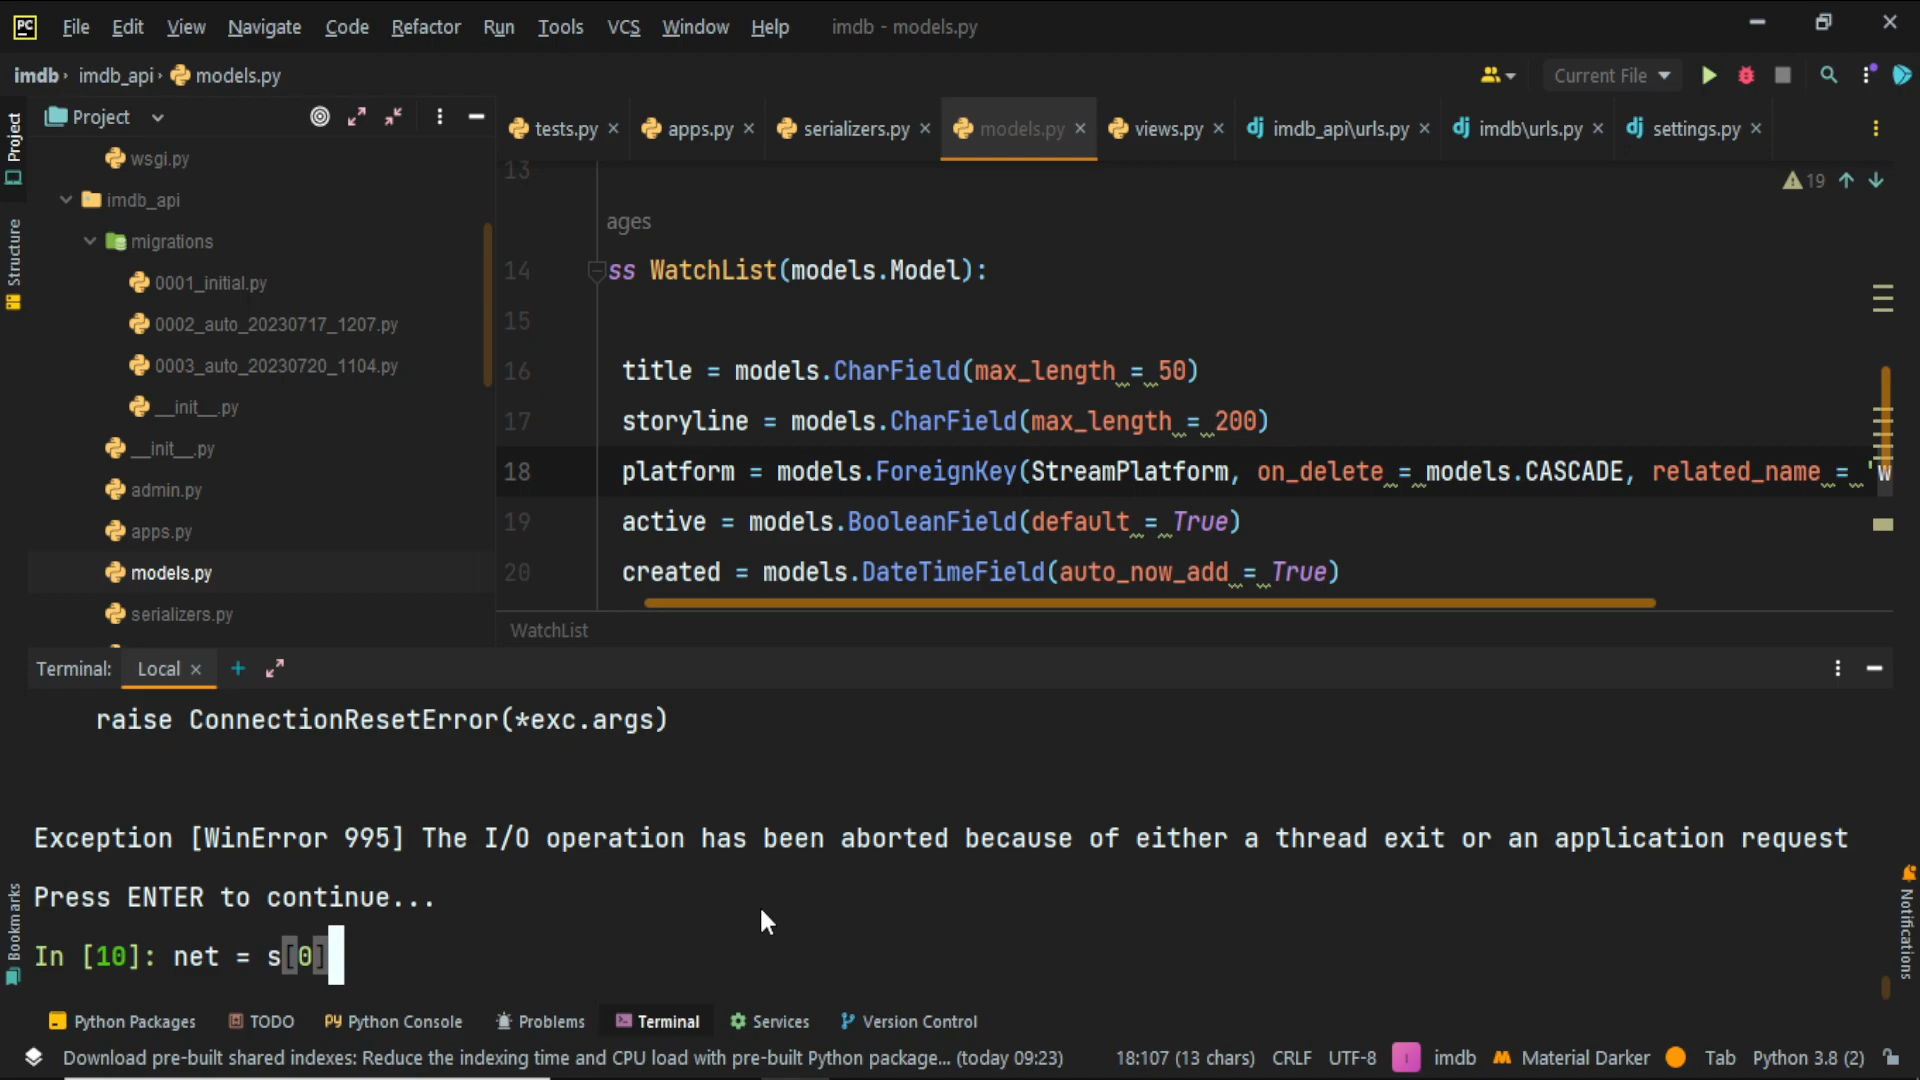 PC File Edit View Navigate Code Refactor Run Tools VCS Window Help imdb - models.py
imdb imdb_api models.py Current File
Project
tests.py apps.py serializers.py models.py views.py imdb_api\urls.py imdb\urls.py settings.py
Project
Structure
Bookmarks
Notifications
wsgi.py
imdb_api
migrations
0001_initial.py
0002_auto_20230717_1207.py
0003_auto_20230720_1104.py
__init__.py
__init__.py
admin.py
apps.py
models.py
serializers.py
19
13
ages
14 ss WatchList(models.Model):
15
16 title = models.CharField(max_length = 50)
17 storyline = models.CharField(max_length = 200)
18 platform = models.ForeignKey(StreamPlatform, on_delete = models.CASCADE, related_name = 'w
19 active = models.BooleanField(default = True)
20 created = models.DateTimeField(auto_now_add = True)
WatchList
Terminal: Local
raise ConnectionResetError(*exc.args)
Exception [WinError 995] The I/O operation has been aborted because of either a thread exit or an application request
Press ENTER to continue...
In [10]: net = s[0]
Python Packages TODO PY Python Console Problems Terminal Services Version Control
Download pre-built shared indexes: Reduce the indexing time and CPU load with pre-built Python package... (today 09:23) 18:107 (13 chars) CRLF UTF-8 I imdb M Material Darker Tab Python 3.8 (2)